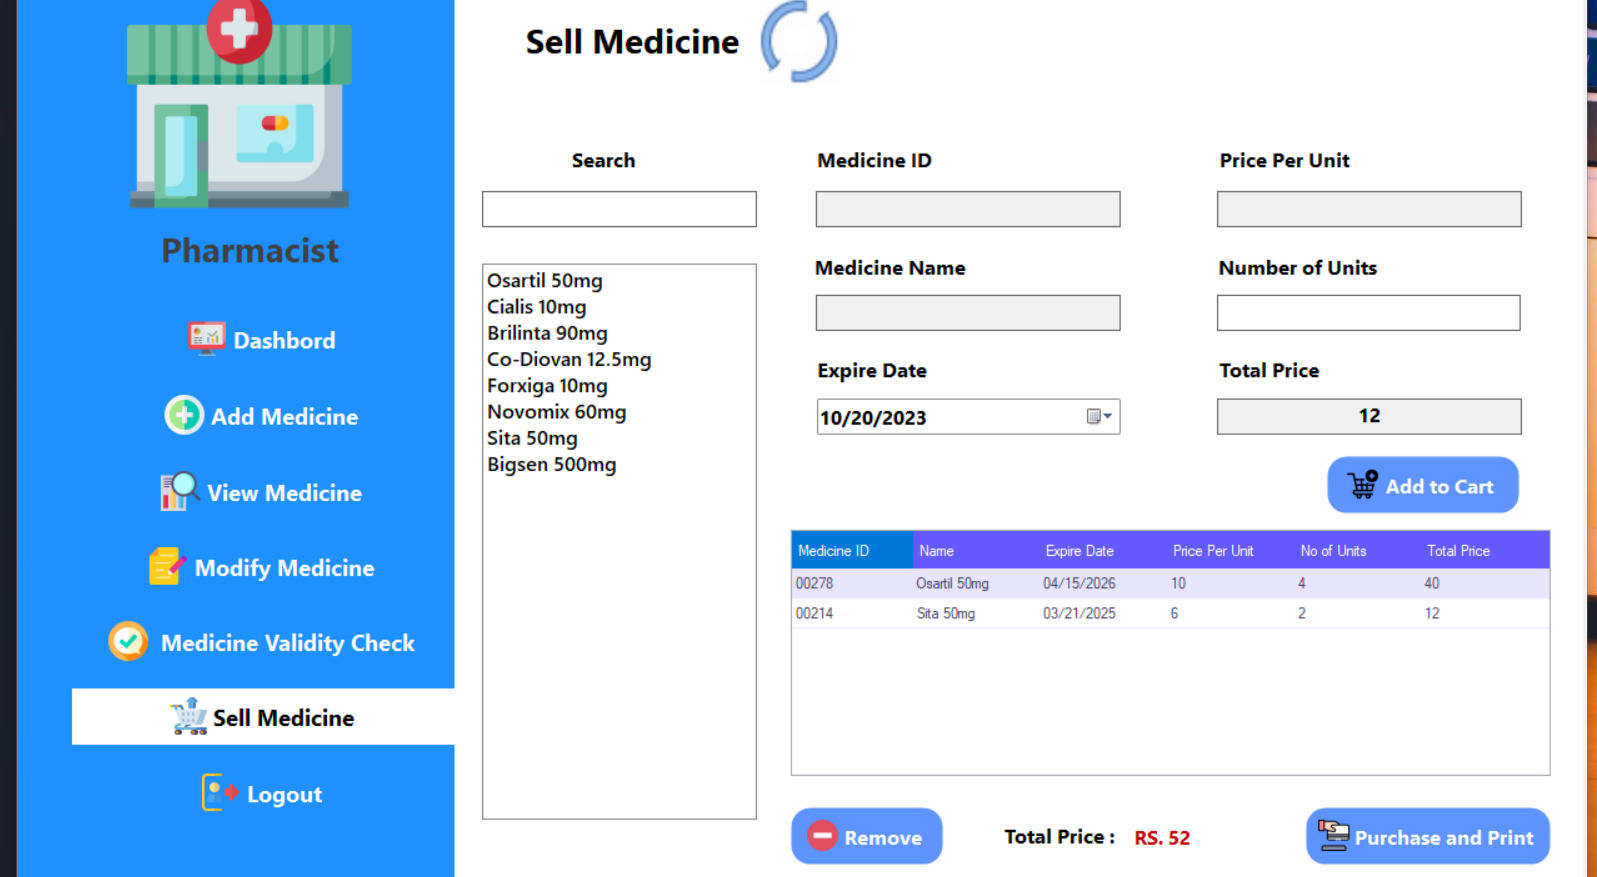 Pharmacist
Dashbord
Add Medicine
View Medicine
Modify Medicine
Medicine Validity Check
Sell Medicine
Logout
Sell Medicine
Search
Osartil 50mg
Cialis 10mg
Brilinta 90mg
Co-Diovan 12.5mg
Forxiga 10mg
Novomix 60mg
Sita 50mg
Bigsen 500mg
Medicine ID
Price Per Unit
Medicine Name
Number of Units
Expire Date
Total Price
10/20/2023
12
Add to Cart
Medicine ID Name Expire Date Price Per Unit No of Units Total Price
00278 Osartil 50mg 04/15/2026 10 4 40
00214 Sita 50mg 03/21/2025 6 2 12
Remove
Total Price : RS. 52
Purchase and Print